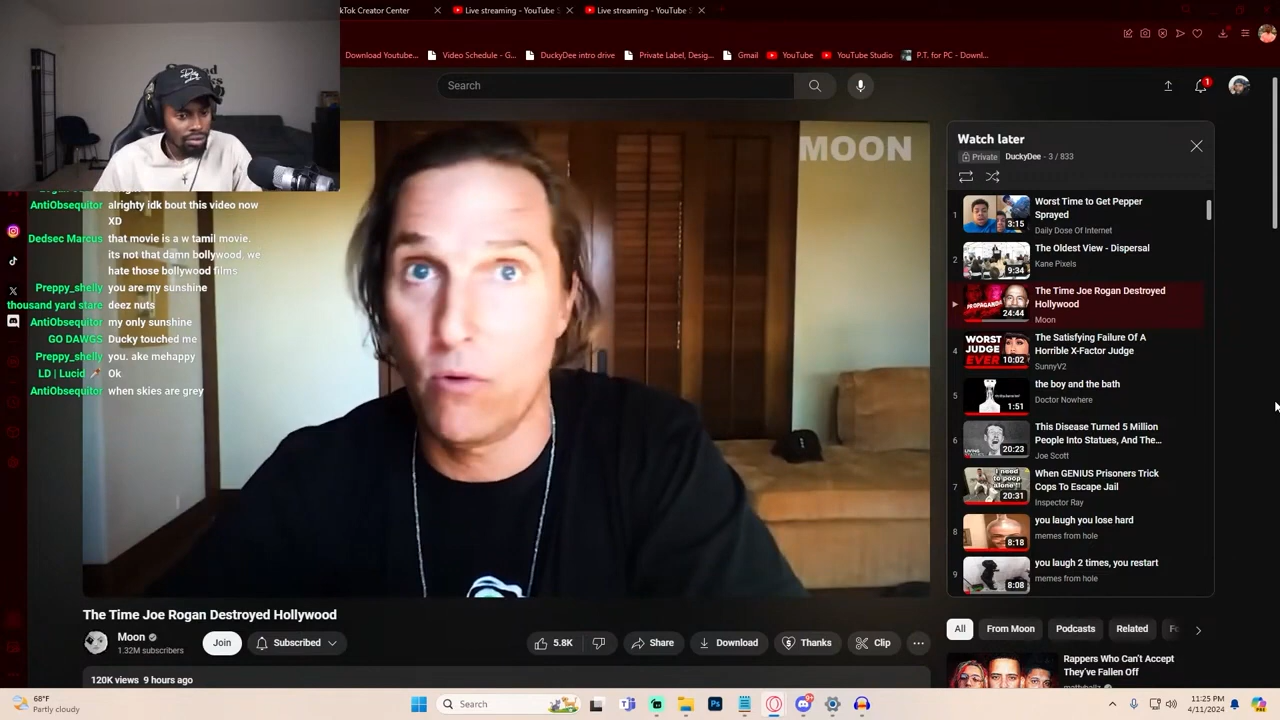 kTok Creator Center
Live streaming - YouTube S
Live streaming - YouTube S
Download Youtube...
Video Schedule - G...
DuckyDee intro drive
Private Label, Desig...
Gmail
YouTube
YouTube Studio
P.T. for PC - Downl...
Search
1
MOON
AntiObsequitor alrighty idk bout this video now
XD
Dedsec Marcus that movie is a w tamil movie.
its not that damn bollywood. we
hate those bollywood films
Preppy_shelly you are my sunshine
thousand yard stare deez nuts
AntiObsequitor my only sunshine
GO DAWGS Ducky touched me
Preppy_shelly you. ake mehappy
LD | Lucid Ok
AntiObsequitor when skies are grey
Watch later
Private DuckyDee - 3 / 833
1
3:15
Worst Time to Get Pepper
Sprayed
Daily Dose Of Internet
2
9:34
The Oldest View - Dispersal
Kane Pixels
PROPAGANDA
24:44
The Time Joe Rogan Destroyed
Hollywood
Moon
4
WORST
JUDGE
EVER
10:02
The Satisfying Failure Of A
Horrible X-Factor Judge
SunnyV2
5
1:51
the boy and the bath
Doctor Nowhere
6
20:23
This Disease Turned 5 Million
People Into Statues, And The...
Joe Scott
7
I need
to poop
alone!!
20:31
When GENIUS Prisoners Trick
Cops To Escape Jail
Inspector Ray
8
8:18
you laugh you lose hard
memes from hole
9
8:08
you laugh 2 times, you restart
memes from hole
The Time Joe Rogan Destroyed Hollywood
Moon
1.32M subscribers
Join
Subscribed
5.8K
Share
Download
Thanks
Clip
120K views 9 hours ago
All
From Moon
Podcasts
Related
Fo
Rappers Who Can't Accept
They've Fallen Off
68°F
Partly cloudy
Search
11:25 PM
4/11/2024